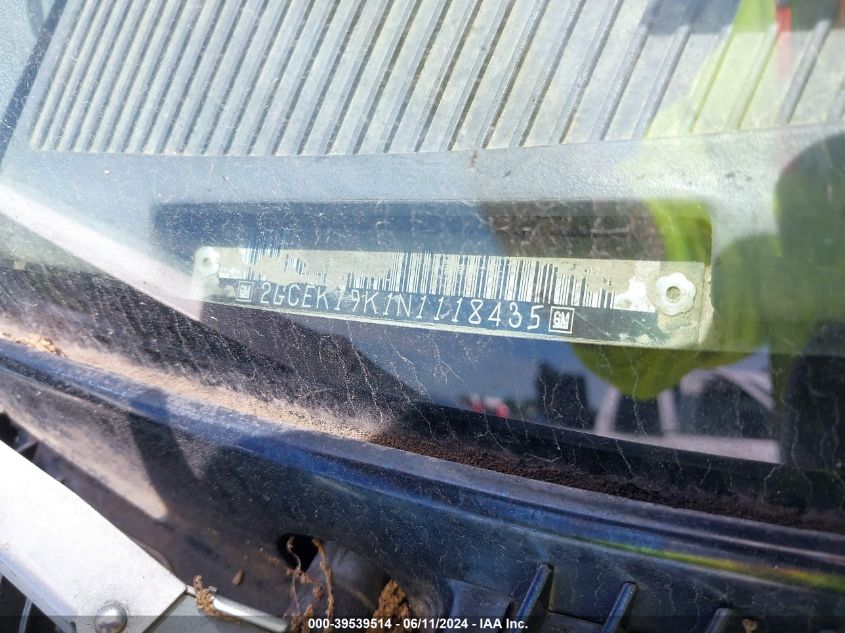 GM 2GCEK19K1N1118435 GM
000-39539514 - 06/11/2024 - IAA, Inc.